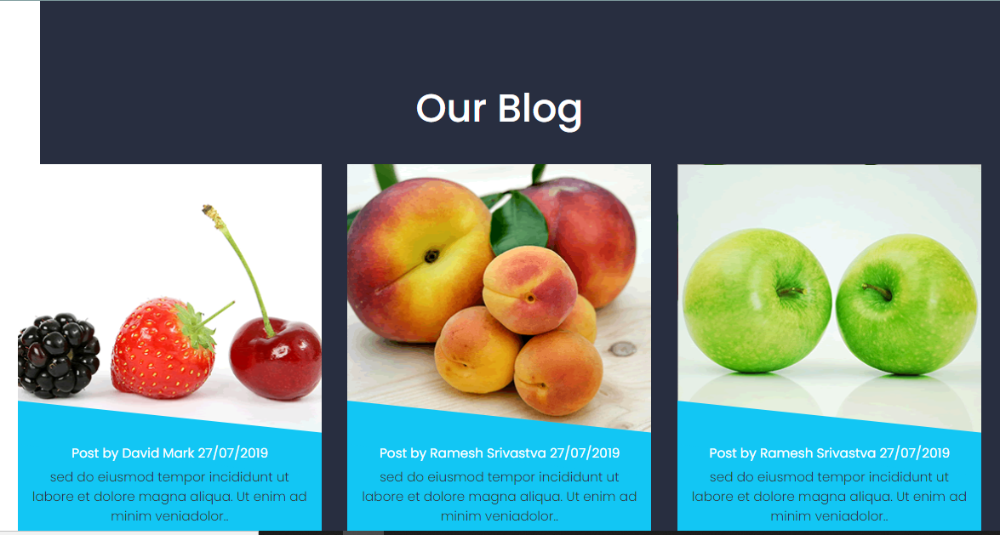 Our Blog
Post by David Mark 27/07/2019
sed do eiusmod tempor incididunt ut
labore et dolore magna aliqua. Ut enim ad
minim veniadolor..
Post by Ramesh Srivastva 27/07/2019
sed do eiusmod tempor incididunt ut
labore et dolore magna aliqua. Ut enim ad
minim veniadolor..
Post by Ramesh Srivastva 27/07/2019
sed do eiusmod tempor incididunt ut
labore et dolore magna aliqua. Ut enim ad
minim veniadolor..